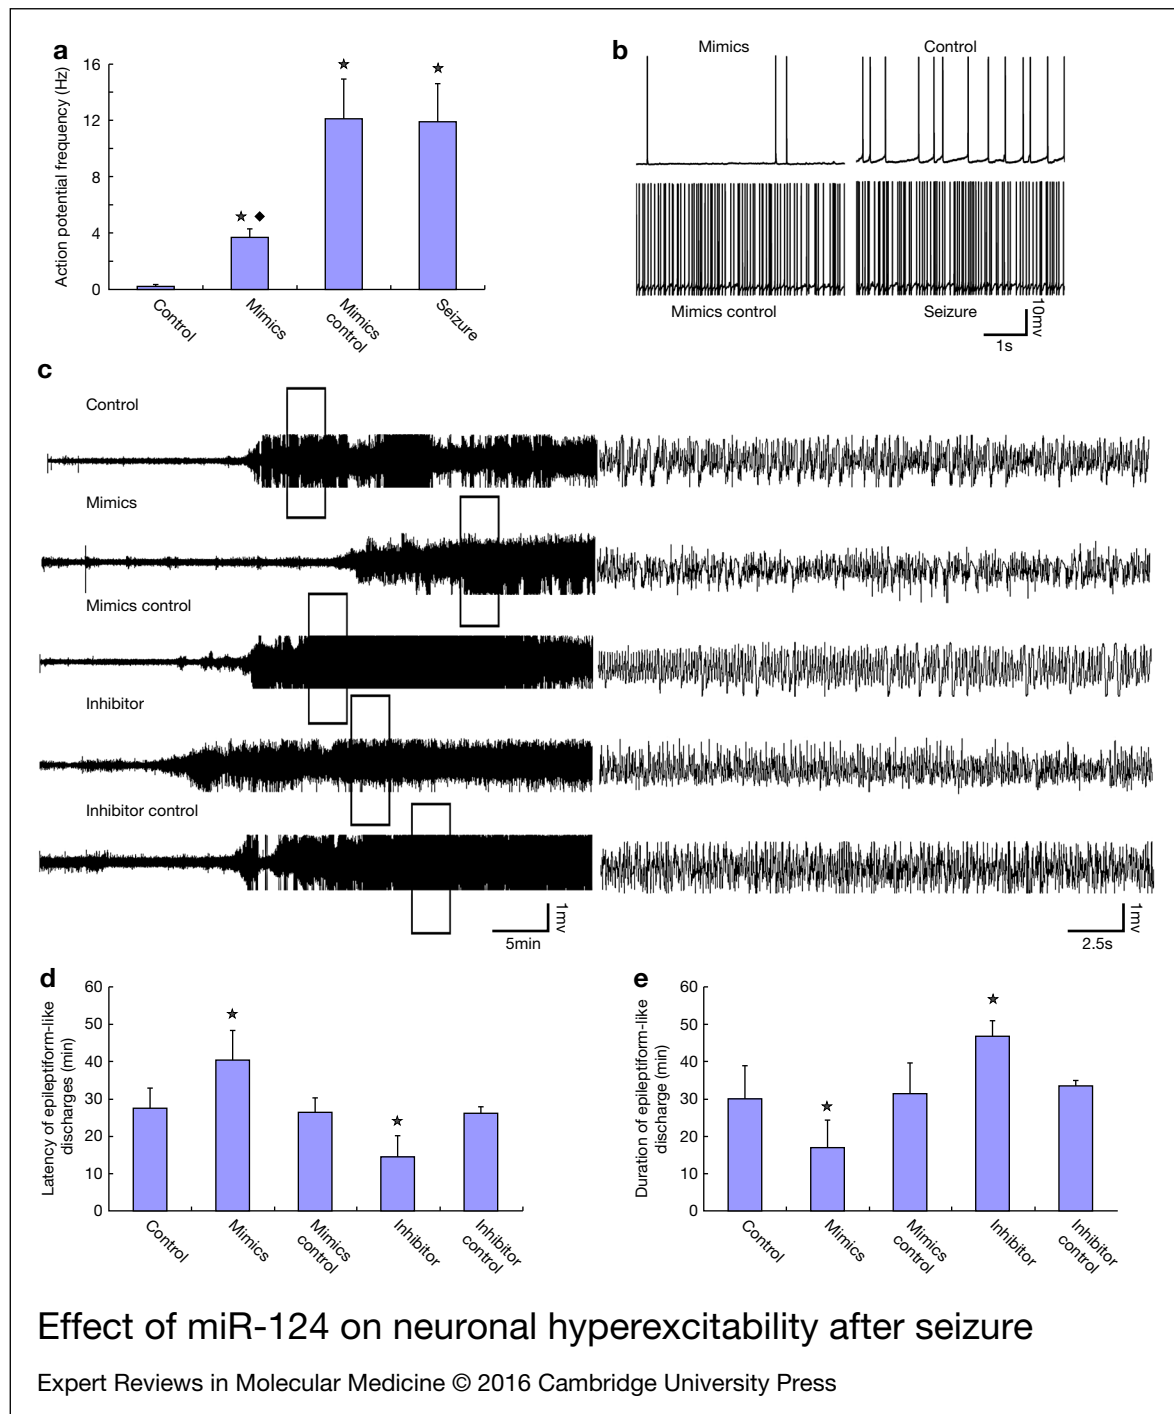 a
Action potential frequency (Hz)
16
12
8
4
0
Control
Mimics
Mimics
control
Seizure
b
Mimics
Control
Mimics control
Seizure
10mv
1s
c
Control
Mimics
Mimics control
Inhibitor
Inhibitor control
1mv
5min
1mv
2.5s
d
Latency of epileptiform-like
discharges (min)
60
50
40
30
20
10
0
Control
Mimics
Mimics
control
Inhibitor
Inhibitor
control
e
Duration of epileptiform-like
discharge (min)
60
50
40
30
20
10
0
Control
Mimics
Mimics
control
Inhibitor
Inhibitor
control
Effect of miR-124 on neuronal hyperexcitability after seizure
Expert Reviews in Molecular Medicine © 2016 Cambridge University Press